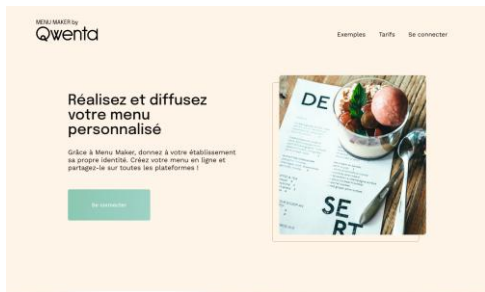 MENU MAKER by
Qwenta
Exemples Tarifs Se connecter
Réalisez et diffusez
votre menu
personnalisé
Grâce à Menu Maker, donnez à votre établissement
sa propre identité. Créez votre menu en ligne et
partagez-le sur toutes les plateformes !
Se connecter
DE
SE
RT